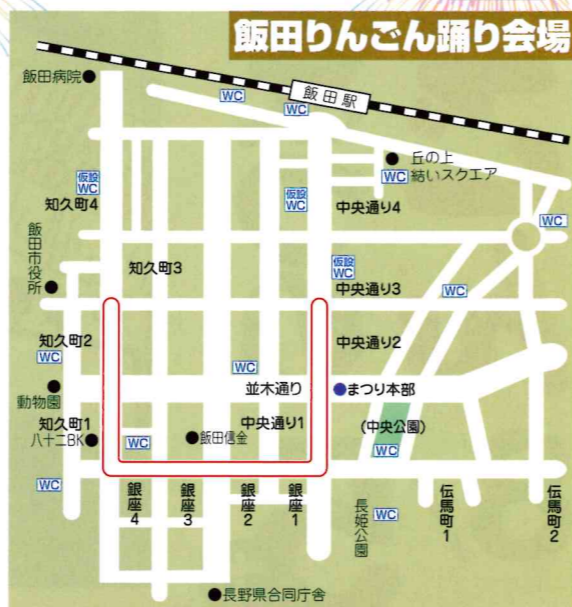 飯田りんごん踊り会場
飯田病院
飯田駅
WC
WC
丘の上
結いスクエア
WC
仮設
WC
知久町4
仮設
WC
中央通り4
WC
飯田市役所
知久町3
仮設
WC
中央通り3
WC
知久町2
WC
中央通り2
WC
並木通り
まつり本部
動物園
知久町1
八十二BK
WC
飯田信金
中央通り1
(中央公園)
WC
WC
銀座4
銀座3
銀座2
銀座1
長姫公園
WC
伝馬町1
伝馬町2
長野県合同庁舎